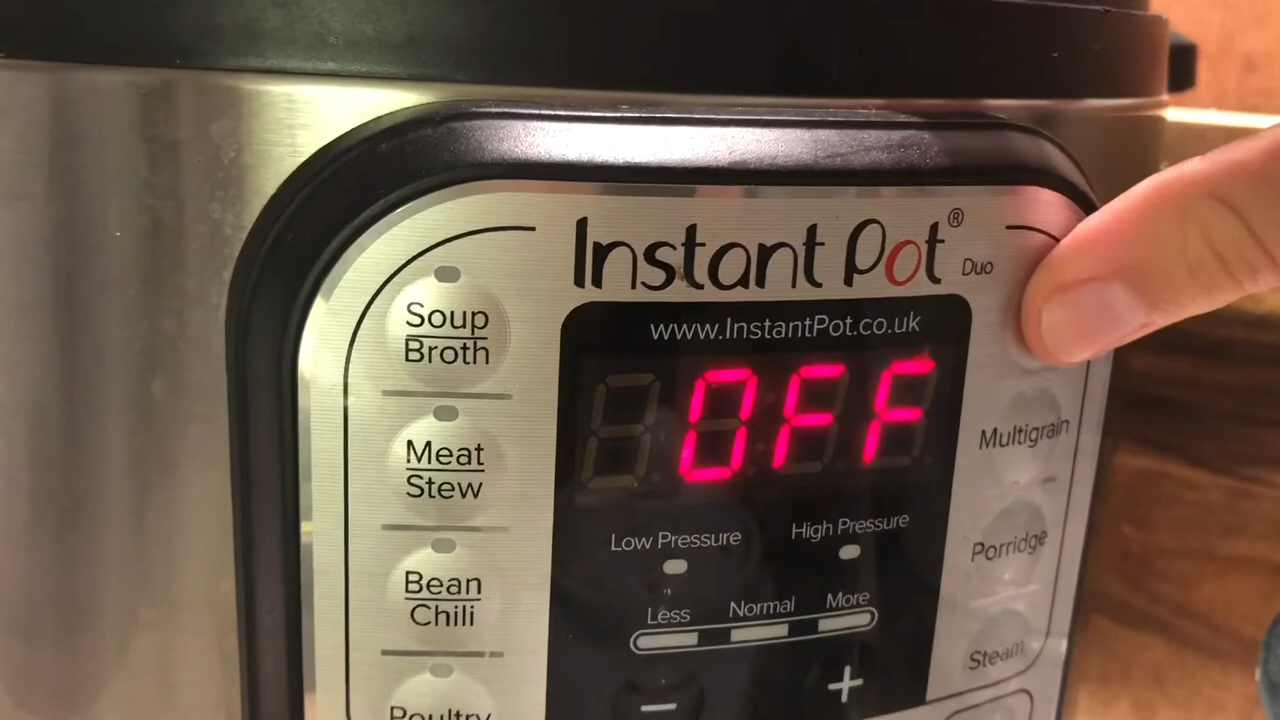 Instant Pot® Duo
www.InstantPot.co.uk
OFF
Soup
Broth
Meat
Stew
Bean
Chili
Poultry
Low Pressure
High Pressure
Less Normal More
− +
Multigrain
Porridge
Steam